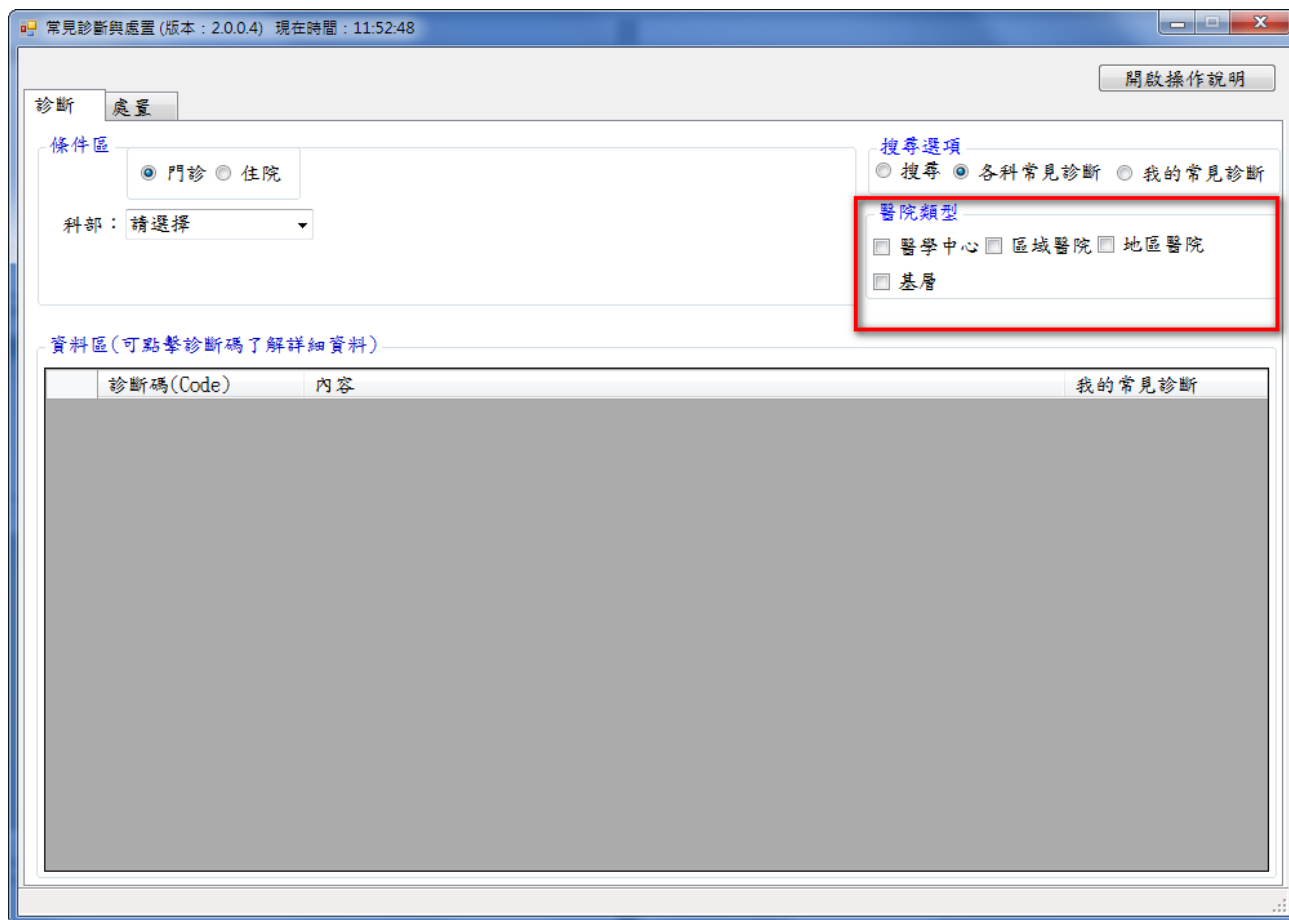 常見診斷與處置 (版本：2.0.0.4) 現在時間：11:52:48
開啟操作說明
診斷 處置
條件區
門診 住院
科部：請選擇
搜尋選項
搜尋 各科常見診斷 我的常見診斷
醫院類型
醫學中心 區域醫院 地區醫院
基層
資料區(可點擊診斷碼了解詳細資料)
診斷碼(Code) 內容 我的常見診斷